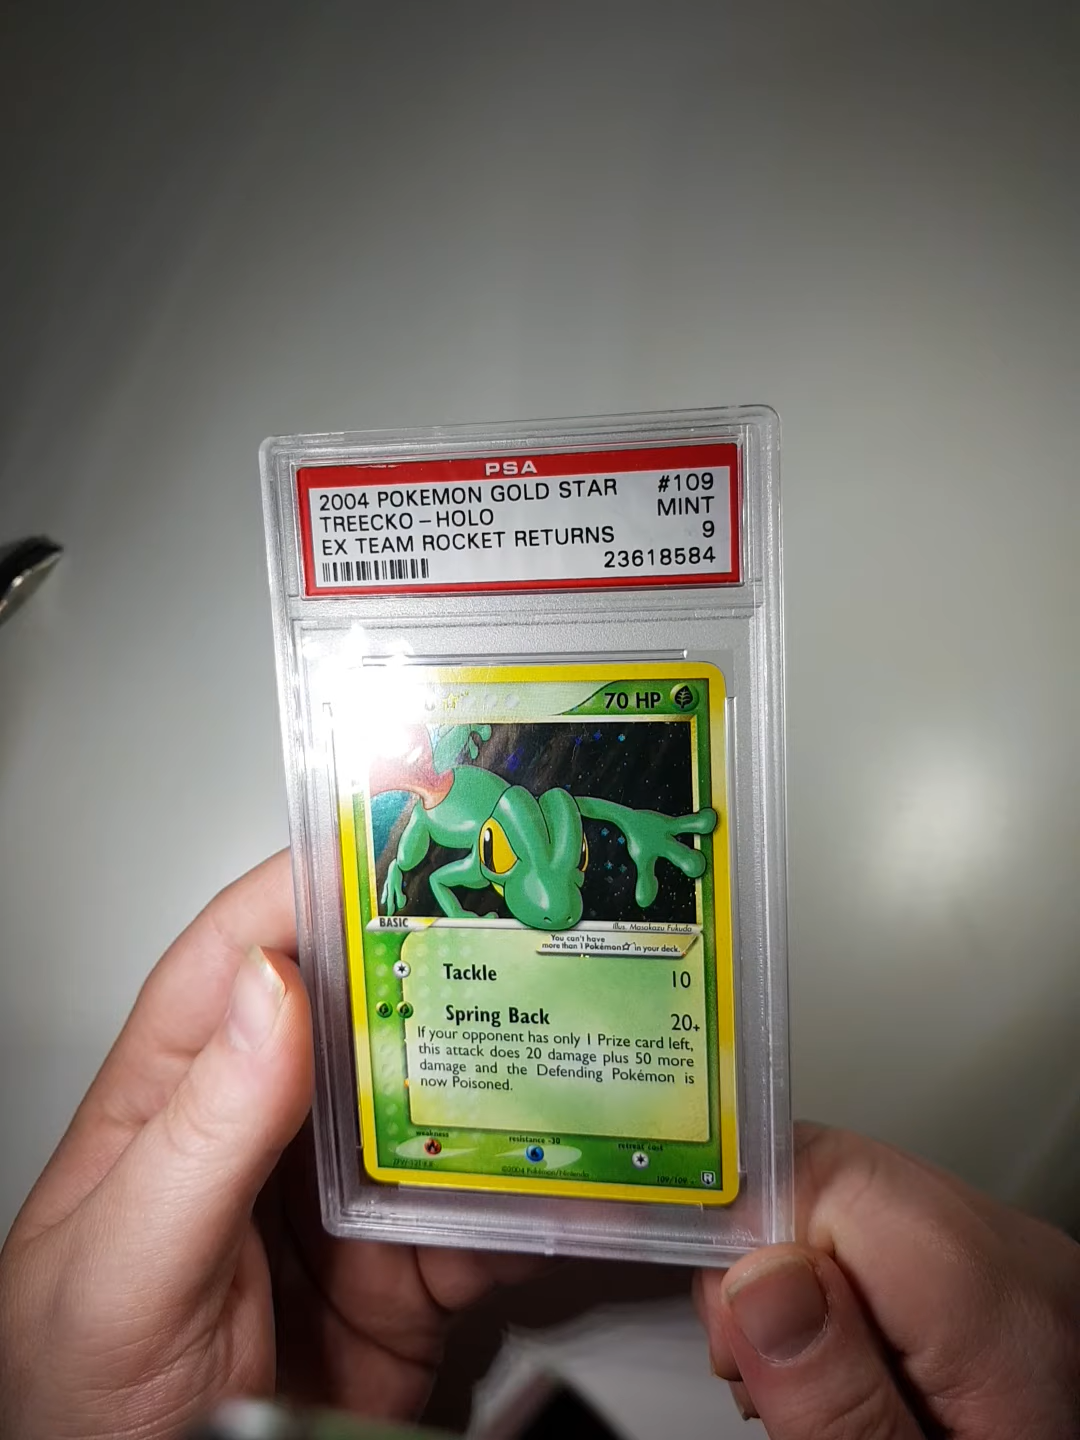 PSA
2004 POKEMON GOLD STAR #109
TREECKO - HOLO MINT
EX TEAM ROCKET RETURNS 9
23618584
70 HP
BASIC
Illus. Masakazu Fukuda
You can't have
more than 1 Pokémon☆ in your deck.
Tackle 10
Spring Back 20+
If your opponent has only 1 Prize card left,
this attack does 20 damage plus 50 more
damage and the Defending Pokémon is
now Poisoned.
weakness resistance -30 retreat cost
©2004 Pokémon/Nintendo 109/109
R